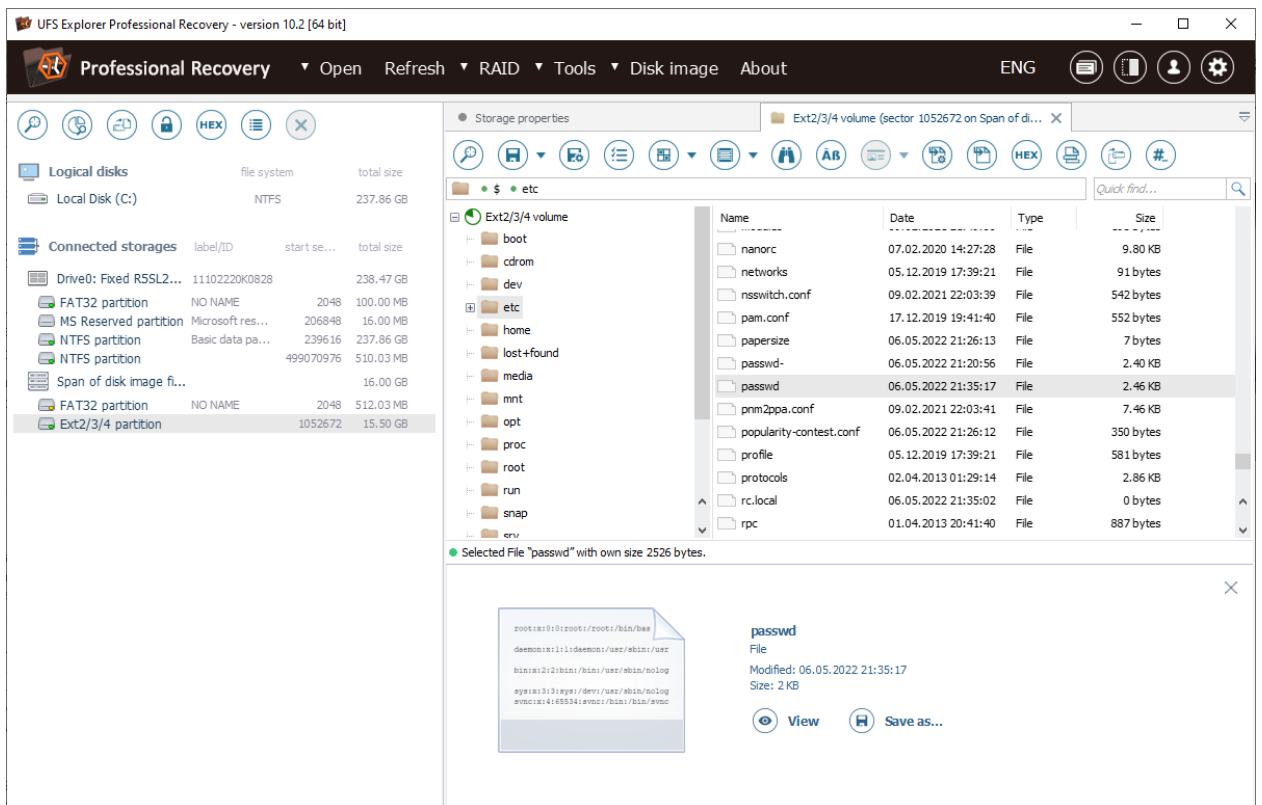 UFS Explorer Professional Recovery - version 10.2 [64 bit]
Professional Recovery Open Refresh RAID Tools Disk image About ENG
HEX
Logical disks file system total size
Local Disk (C:) NTFS 237.86 GB
Connected storages label/ID start se... total size
Drive0: Fixed R5SL2... 11102220K0828 238.47 GB
FAT32 partition NO NAME 2048 100.00 MB
MS Reserved partition Microsoft res... 206848 16.00 MB
NTFS partition Basic data pa... 239616 237.86 GB
NTFS partition 499070976 510.03 MB
Span of disk image fi... 16.00 GB
FAT32 partition NO NAME 2048 512.03 MB
Ext2/3/4 partition 1052672 15.50 GB
Storage properties Ext2/3/4 volume (sector 1052672 on Span of di...
ÂB HEX #_
$ etc Quick find...
Ext2/3/4 volume
boot
cdrom
dev
etc
home
lost+found
media
mnt
opt
proc
root
run
snap
srv
Name Date Type Size
nanorc 07.02.2020 14:27:28 File 9.80 KB
networks 05.12.2019 17:39:21 File 91 bytes
nsswitch.conf 09.02.2021 22:03:39 File 542 bytes
pam.conf 17.12.2019 19:41:40 File 552 bytes
papersize 06.05.2022 21:26:13 File 7 bytes
passwd- 06.05.2022 21:20:56 File 2.40 KB
passwd 06.05.2022 21:35:17 File 2.46 KB
pnm2ppa.conf 09.02.2021 22:03:41 File 7.46 KB
popularity-contest.conf 06.05.2022 21:26:12 File 350 bytes
profile 05.12.2019 17:39:21 File 581 bytes
protocols 02.04.2013 01:29:14 File 2.86 KB
rc.local 06.05.2022 21:35:02 File 0 bytes
rpc 01.04.2013 20:41:40 File 887 bytes
Selected File "passwd" with own size 2526 bytes.
root:x:0:0:root:/root:/bin/bas
daemon:x:1:1:daemon:/usr/sbin:/usr
bin:x:2:2:bin:/bin:/usr/sbin/nolog
sys:x:3:3:sys:/dev:/usr/sbin/nolog
sync:x:4:65534:sync:/bin:/bin/sync
passwd
File
Modified: 06.05.2022 21:35:17
Size: 2 KB
View Save as...